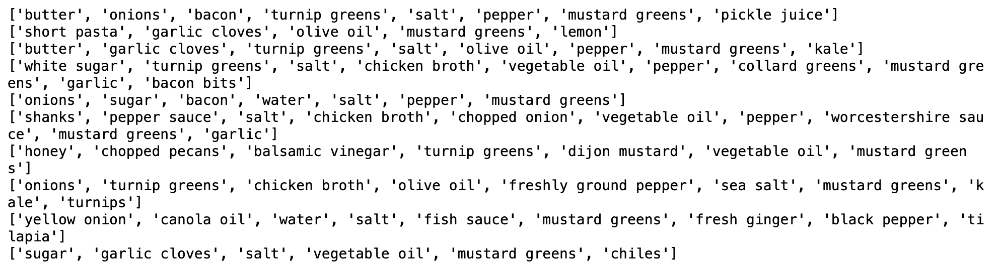 ['butter', 'onions', 'bacon', 'turnip greens', 'salt', 'pepper', 'mustard greens', 'pickle juice']
['short pasta', 'garlic cloves', 'olive oil', 'mustard greens', 'lemon']
['butter', 'garlic cloves', 'turnip greens', 'salt', 'olive oil', 'pepper', 'mustard greens', 'kale']
['white sugar', 'turnip greens', 'salt', 'chicken broth', 'vegetable oil', 'pepper', 'collard greens', 'mustard gre
ens', 'garlic', 'bacon bits']
['onions', 'sugar', 'bacon', 'water', 'salt', 'pepper', 'mustard greens']
['shanks', 'pepper sauce', 'salt', 'chicken broth', 'chopped onion', 'vegetable oil', 'pepper', 'worcestershire sau
ce', 'mustard greens', 'garlic']
['honey', 'chopped pecans', 'balsamic vinegar', 'turnip greens', 'dijon mustard', 'vegetable oil', 'mustard green
s']
['onions', 'turnip greens', 'chicken broth', 'olive oil', 'freshly ground pepper', 'sea salt', 'mustard greens', 'k
ale', 'turnips']
['yellow onion', 'canola oil', 'water', 'salt', 'fish sauce', 'mustard greens', 'fresh ginger', 'black pepper', 'ti
lapia']
['sugar', 'garlic cloves', 'salt', 'vegetable oil', 'mustard greens', 'chiles']